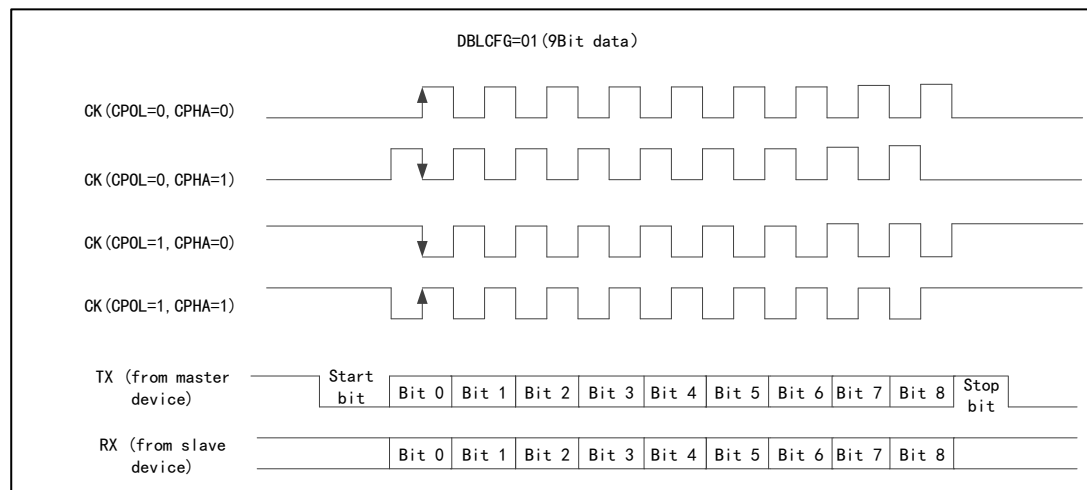 DBLCFG=01(9Bit data)
CK(CPOL=0,CPHA=0)
CK(CPOL=0,CPHA=1)
CK(CPOL=1,CPHA=0)
CK(CPOL=1,CPHA=1)
TX (from master
device)
Start
bit
Bit 0 Bit 1 Bit 2 Bit 3 Bit 4 Bit 5 Bit 6 Bit 7 Bit 8
Stop
bit
RX (from slave
device)
Bit 0 Bit 1 Bit 2 Bit 3 Bit 4 Bit 5 Bit 6 Bit 7 Bit 8